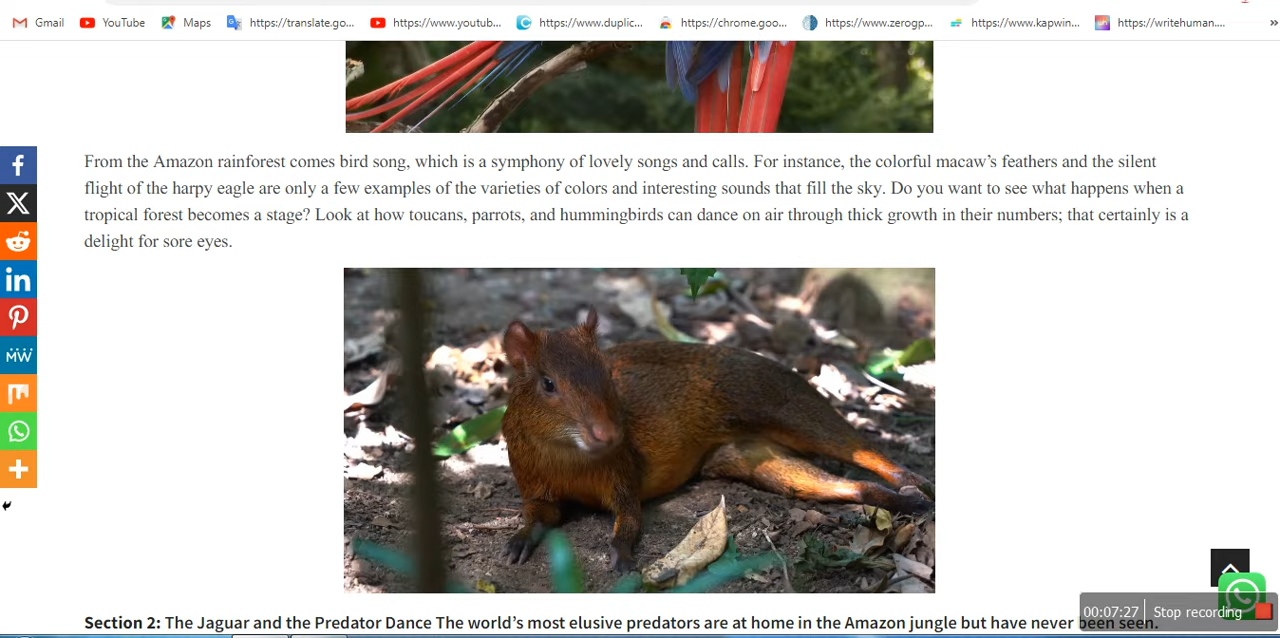 Gmail YouTube Maps https://translate.go... https://www.youtub... https://www.duplic... https://chrome.goo... https://www.zerogp... https://www.kapwin... https://writehuman.... »
From the Amazon rainforest comes bird song, which is a symphony of lovely songs and calls. For instance, the colorful macaw’s feathers and the silent
flight of the harpy eagle are only a few examples of the varieties of colors and interesting sounds that fill the sky. Do you want to see what happens when a
tropical forest becomes a stage? Look at how toucans, parrots, and hummingbirds can dance on air through thick growth in their numbers; that certainly is a
delight for sore eyes.
MW
00:07:27 Stop recording
Section 2: The Jaguar and the Predator Dance The world’s most elusive predators are at home in the Amazon jungle but have never been seen.